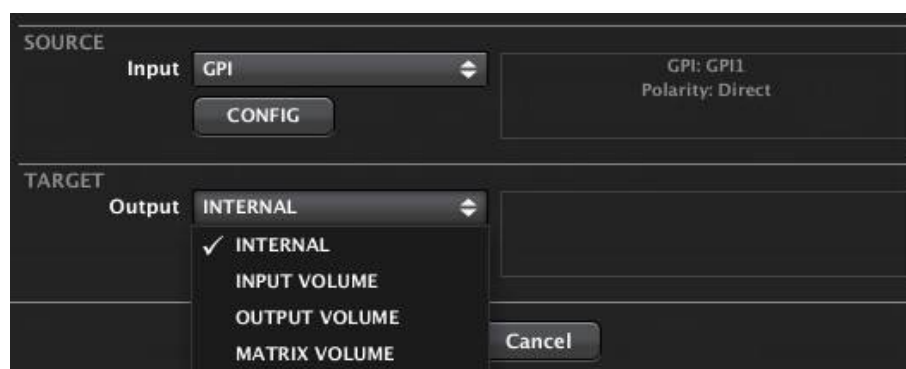 SOURCE
Input GPI
GPI: GPI1
Polarity: Direct
CONFIG
TARGET
Output INTERNAL
✓ INTERNAL
INPUT VOLUME
OUTPUT VOLUME
MATRIX VOLUME
Cancel